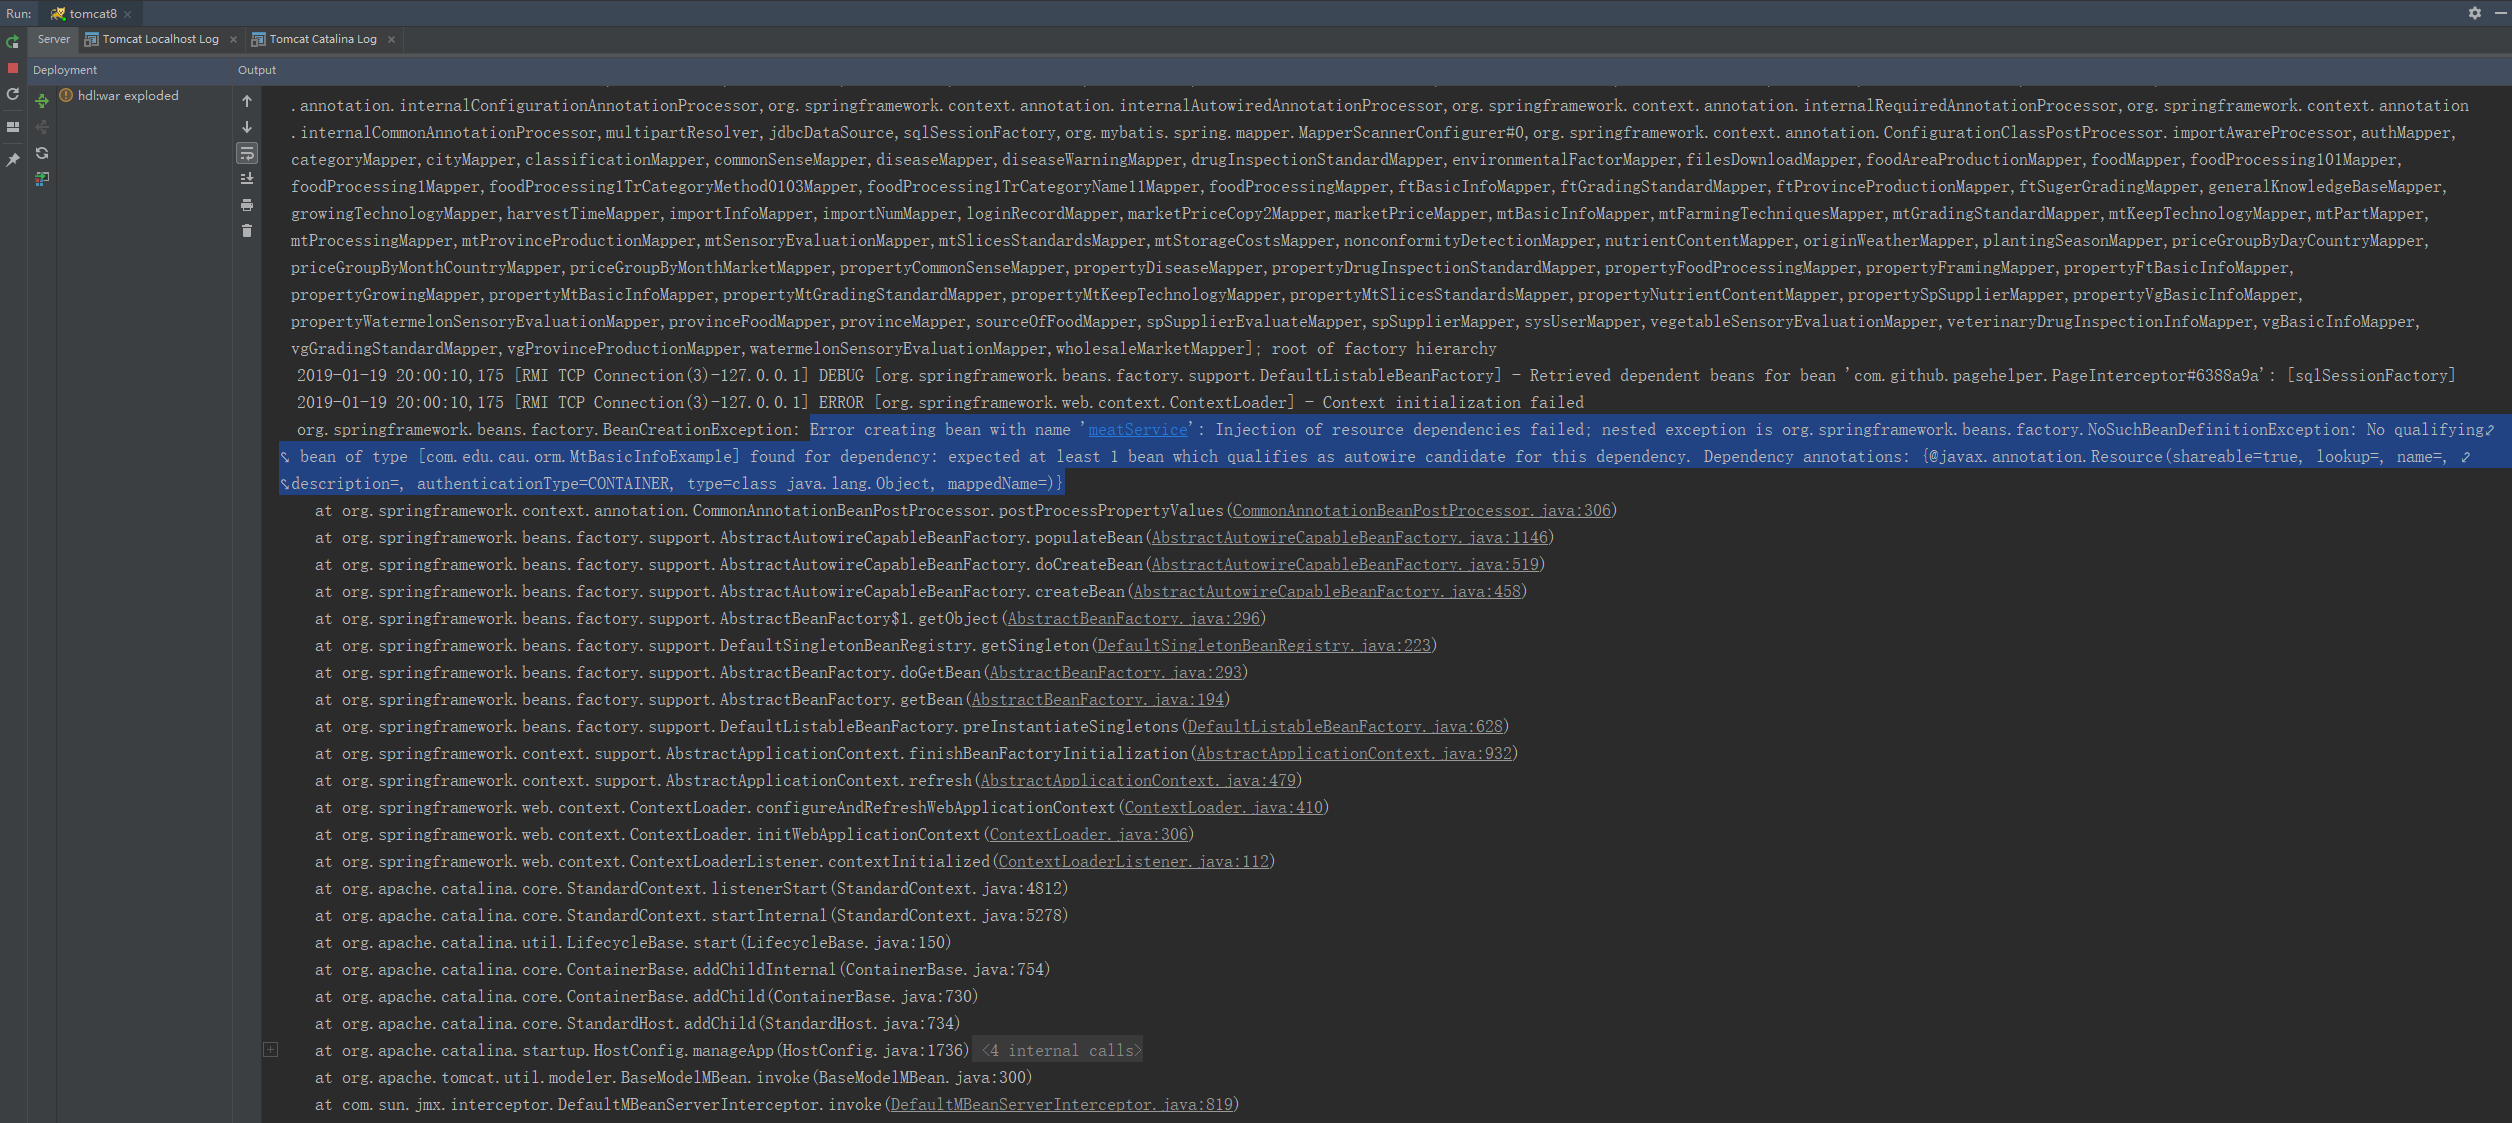 Run: tomcat8
Server Tomcat Localhost Log Tomcat Catalina Log
Deployment Output
hdl:war exploded
.annotation.internalConfigurationAnnotationProcessor,org.springframework.context.annotation.internalAutowiredAnnotationProcessor,org.springframework.context.annotation.internalRequiredAnnotationProcessor,org.springframework.context.annotation
.internalCommonAnnotationProcessor,multipartResolver,jdbcDataSource,sqlSessionFactory,org.mybatis.spring.mapper.MapperScannerConfigurer#0,org.springframework.context.annotation.ConfigurationClassPostProcessor.importAwareProcessor,authMapper,
categoryMapper,cityMapper,classificationMapper,commonSenseMapper,diseaseMapper,diseaseWarningMapper,drugInspectionStandardMapper,environmentalFactorMapper,filesDownloadMapper,foodAreaProductionMapper,foodMapper,foodProcessing101Mapper,
foodProcessing1Mapper,foodProcessing1TrCategoryMethod0103Mapper,foodProcessing1TrCategoryName11Mapper,foodProcessingMapper,ftBasicInfoMapper,ftGradingStandardMapper,ftProvinceProductionMapper,ftSugerGradingMapper,generalKnowledgeBaseMapper,
growingTechnologyMapper,harvestTimeMapper,importInfoMapper,importNumMapper,loginRecordMapper,marketPriceCopy2Mapper,marketPriceMapper,mtBasicInfoMapper,mtFarmingTechniquesMapper,mtGradingStandardMapper,mtKeepTechnologyMapper,mtPartMapper,
mtProcessingMapper,mtProvinceProductionMapper,mtSensoryEvaluationMapper,mtSlicesStandardsMapper,mtStorageCostsMapper,nonconformityDetectionMapper,nutrientContentMapper,originWeatherMapper,plantingSeasonMapper,priceGroupByDayCountryMapper,
priceGroupByMonthCountryMapper,priceGroupByMonthMarketMapper,propertyCommonSenseMapper,propertyDiseaseMapper,propertyDrugInspectionStandardMapper,propertyFoodProcessingMapper,propertyFramingMapper,propertyFtBasicInfoMapper,
propertyGrowingMapper,propertyMtBasicInfoMapper,propertyMtGradingStandardMapper,propertyMtKeepTechnologyMapper,propertyMtSlicesStandardsMapper,propertyNutrientContentMapper,propertySpSupplierMapper,propertyVgBasicInfoMapper,
propertyWatermelonSensoryEvaluationMapper,provinceFoodMapper,provinceMapper,sourceOfFoodMapper,spSupplierEvaluateMapper,spSupplierMapper,sysUserMapper,vegetableSensoryEvaluationMapper,veterinaryDrugInspectionInfoMapper,vgBasicInfoMapper,
vgGradingStandardMapper,vgProvinceProductionMapper,watermelonSensoryEvaluationMapper,wholesaleMarketMapper]; root of factory hierarchy
2019-01-19 20:00:10,175 [RMI TCP Connection(3)-127.0.0.1] DEBUG [org.springframework.beans.factory.support.DefaultListableBeanFactory] - Retrieved dependent beans for bean 'com.github.pagehelper.PageInterceptor#6388a9a': [sqlSessionFactory]
2019-01-19 20:00:10,175 [RMI TCP Connection(3)-127.0.0.1] ERROR [org.springframework.web.context.ContextLoader] - Context initialization failed
org.springframework.beans.factory.BeanCreationException: Error creating bean with name 'meatService': Injection of resource dependencies failed; nested exception is org.springframework.beans.factory.NoSuchBeanDefinitionException: No qualifying
bean of type [com.edu.cau.orm.MtBasicInfoExample] found for dependency: expected at least 1 bean which qualifies as autowire candidate for this dependency. Dependency annotations: {@javax.annotation.Resource(shareable=true, lookup=, name=,
description=, authenticationType=CONTAINER, type=class java.lang.Object, mappedName=)}
at org.springframework.context.annotation.CommonAnnotationBeanPostProcessor.postProcessPropertyValues(CommonAnnotationBeanPostProcessor.java:306)
at org.springframework.beans.factory.support.AbstractAutowireCapableBeanFactory.populateBean(AbstractAutowireCapableBeanFactory.java:1146)
at org.springframework.beans.factory.support.AbstractAutowireCapableBeanFactory.doCreateBean(AbstractAutowireCapableBeanFactory.java:519)
at org.springframework.beans.factory.support.AbstractAutowireCapableBeanFactory.createBean(AbstractAutowireCapableBeanFactory.java:458)
at org.springframework.beans.factory.support.AbstractBeanFactory$1.getObject(AbstractBeanFactory.java:296)
at org.springframework.beans.factory.support.DefaultSingletonBeanRegistry.getSingleton(DefaultSingletonBeanRegistry.java:223)
at org.springframework.beans.factory.support.AbstractBeanFactory.doGetBean(AbstractBeanFactory.java:293)
at org.springframework.beans.factory.support.AbstractBeanFactory.getBean(AbstractBeanFactory.java:194)
at org.springframework.beans.factory.support.DefaultListableBeanFactory.preInstantiateSingletons(DefaultListableBeanFactory.java:628)
at org.springframework.context.support.AbstractApplicationContext.finishBeanFactoryInitialization(AbstractApplicationContext.java:932)
at org.springframework.context.support.AbstractApplicationContext.refresh(AbstractApplicationContext.java:479)
at org.springframework.web.context.ContextLoader.configureAndRefreshWebApplicationContext(ContextLoader.java:410)
at org.springframework.web.context.ContextLoader.initWebApplicationContext(ContextLoader.java:306)
at org.springframework.web.context.ContextLoaderListener.contextInitialized(ContextLoaderListener.java:112)
at org.apache.catalina.core.StandardContext.listenerStart(StandardContext.java:4812)
at org.apache.catalina.core.StandardContext.startInternal(StandardContext.java:5278)
at org.apache.catalina.util.LifecycleBase.start(LifecycleBase.java:150)
at org.apache.catalina.core.ContainerBase.addChildInternal(ContainerBase.java:754)
at org.apache.catalina.core.ContainerBase.addChild(ContainerBase.java:730)
at org.apache.catalina.core.StandardHost.addChild(StandardHost.java:734)
at org.apache.catalina.startup.HostConfig.manageApp(HostConfig.java:1736) <4 internal calls>
at org.apache.tomcat.util.modeler.BaseModelMBean.invoke(BaseModelMBean.java:300)
at com.sun.jmx.interceptor.DefaultMBeanServerInterceptor.invoke(DefaultMBeanServerInterceptor.java:819)